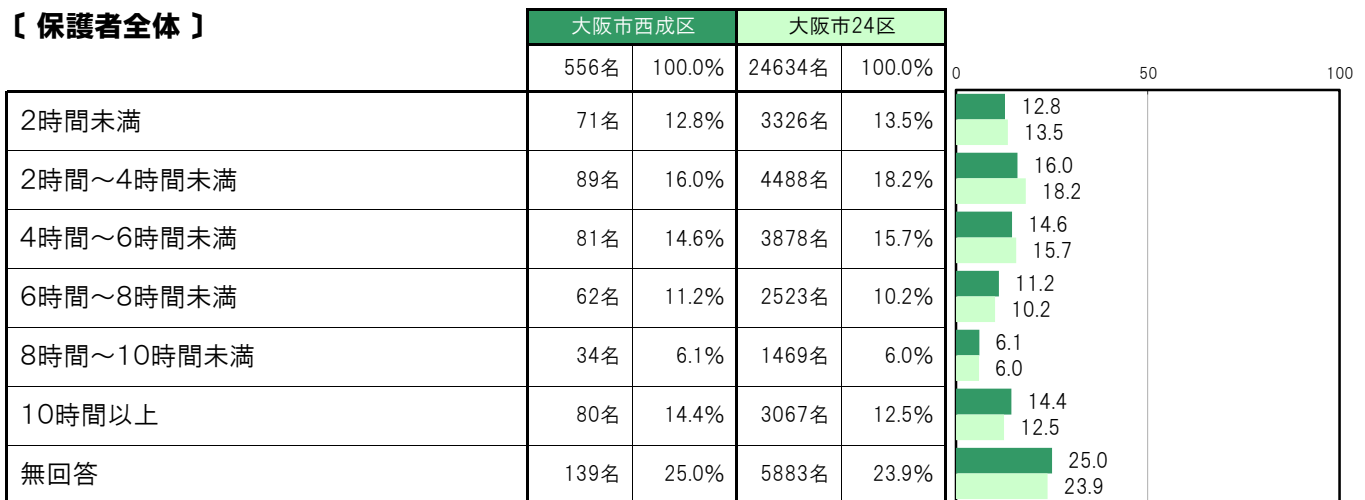 〔 保護者全体 〕
大阪市西成区 大阪市24区
556名 100.0% 24634名 100.0%
0 50 100
2時間未満 71名 12.8% 3326名 13.5%
12.8
13.5
2時間～4時間未満 89名 16.0% 4488名 18.2%
16.0
18.2
4時間～6時間未満 81名 14.6% 3878名 15.7%
14.6
15.7
6時間～8時間未満 62名 11.2% 2523名 10.2%
11.2
10.2
8時間～10時間未満 34名 6.1% 1469名 6.0%
6.1
6.0
10時間以上 80名 14.4% 3067名 12.5%
14.4
12.5
無回答 139名 25.0% 5883名 23.9%
25.0
23.9